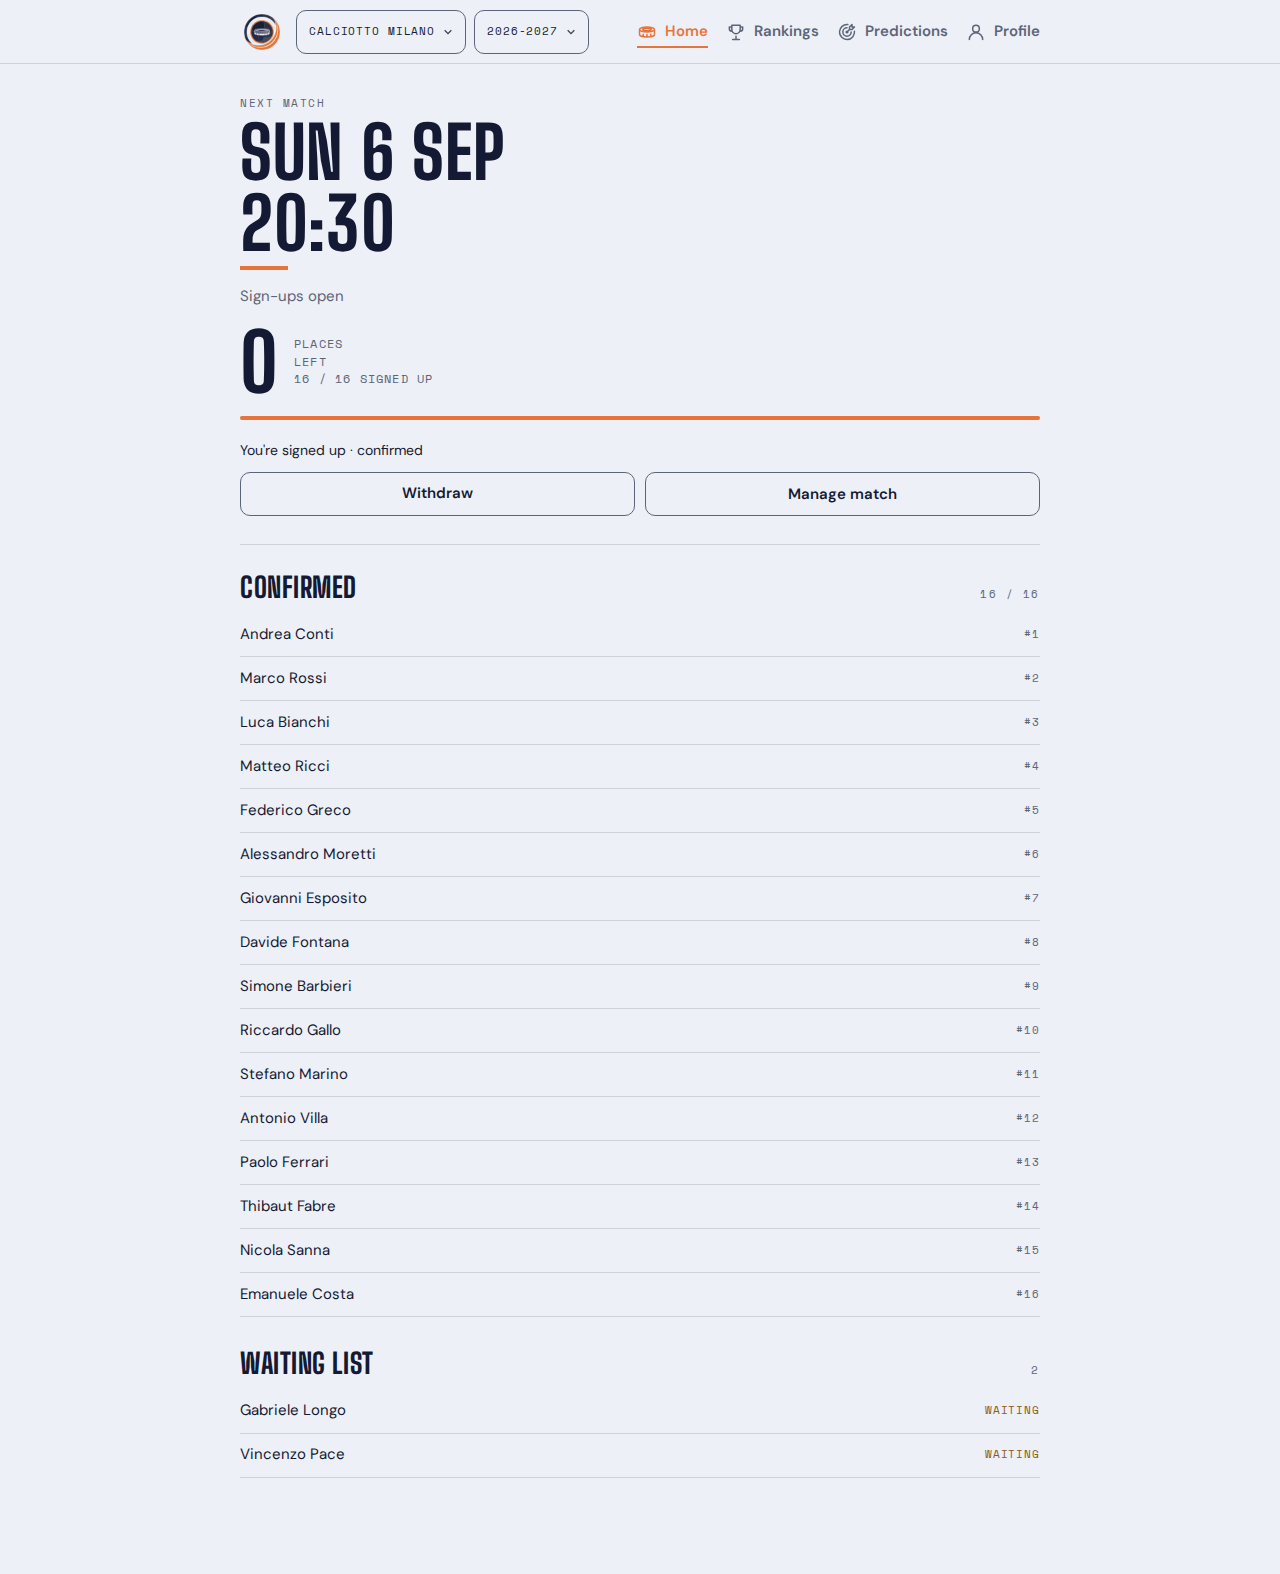 CALCIOTTO MILANO
2026-2027
Home
Rankings
Predictions
Profile
NEXT MATCH
SUN 6 SEP
20:30
Sign-ups open
0
PLACES
LEFT
16 / 16 SIGNED UP
You're signed up · confirmed
Withdraw
Manage match
CONFIRMED
16 / 16
Andrea Conti #1
Marco Rossi #2
Luca Bianchi #3
Matteo Ricci #4
Federico Greco #5
Alessandro Moretti #6
Giovanni Esposito #7
Davide Fontana #8
Simone Barbieri #9
Riccardo Gallo #10
Stefano Marino #11
Antonio Villa #12
Paolo Ferrari #13
Thibaut Fabre #14
Nicola Sanna #15
Emanuele Costa #16
WAITING LIST
2
Gabriele Longo WAITING
Vincenzo Pace WAITING